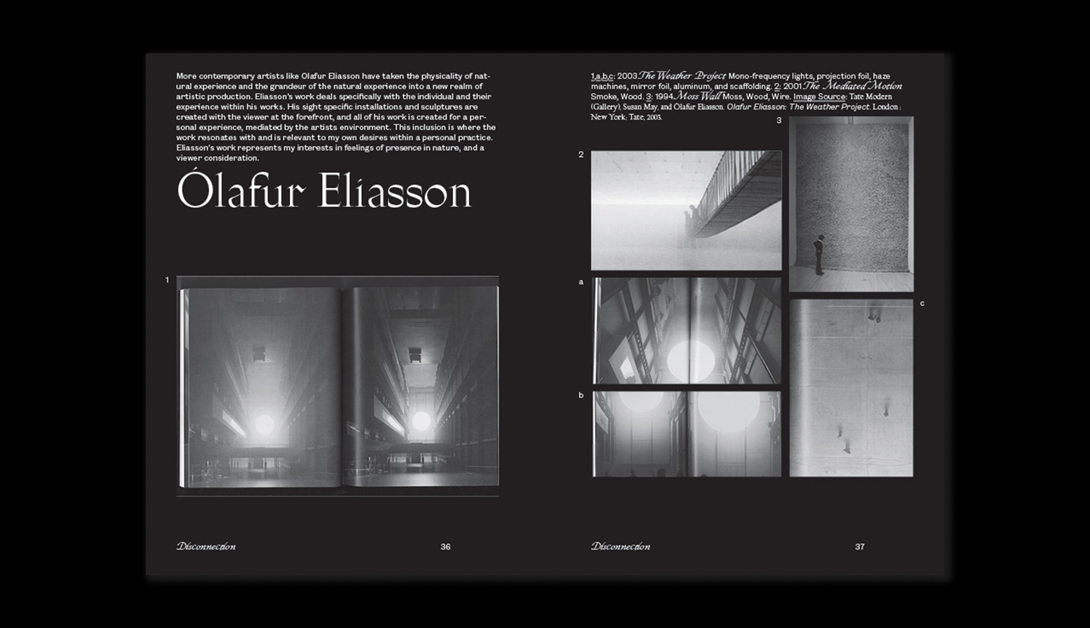 More contemporary artists like Olafur Eliasson have taken the physicality of nat-
ural experience and the grandeur of the natural experience into a new realm of
artistic production. Eliasson's work deals specifically with the individual and their
experience within his works. His sight specific installations and sculptures are
created with the viewer at the forefront, and all of his work is created for a per-
sonal experience, mediated by the artists environment. This inclusion is where the
work resonates with and is relevant to my own desires within a personal practice.
Eliasson's work represents my interests in feelings of presence in nature, and a
viewer consideration.
Ólafur Eliasson
1
Disconnection
36
1,a,b,c: 2003 The Weather Project Mono-frequency lights, projection foil, haze
machines, mirror foil, aluminum, and scaffolding. 2: 2001 The Mediated Motion
Smoke, Wood. 3: 1994 Moss Wall Moss, Wood, Wire. Image Source: Tate Modern
(Gallery), Susan May, and Olafur Eliasson. Olafur Eliasson: The Weather Project. London ;
New York: Tate, 2003.
3
2
a
c
b
Disconnection
37